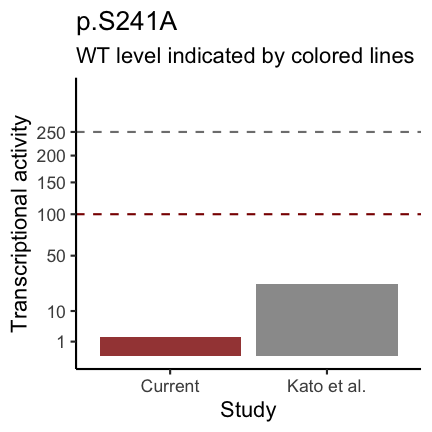 p.S241A
WT level indicated by colored lines
Transcriptional activity
250
200
150
100
50
10
1
Current
Kato et al.
Study